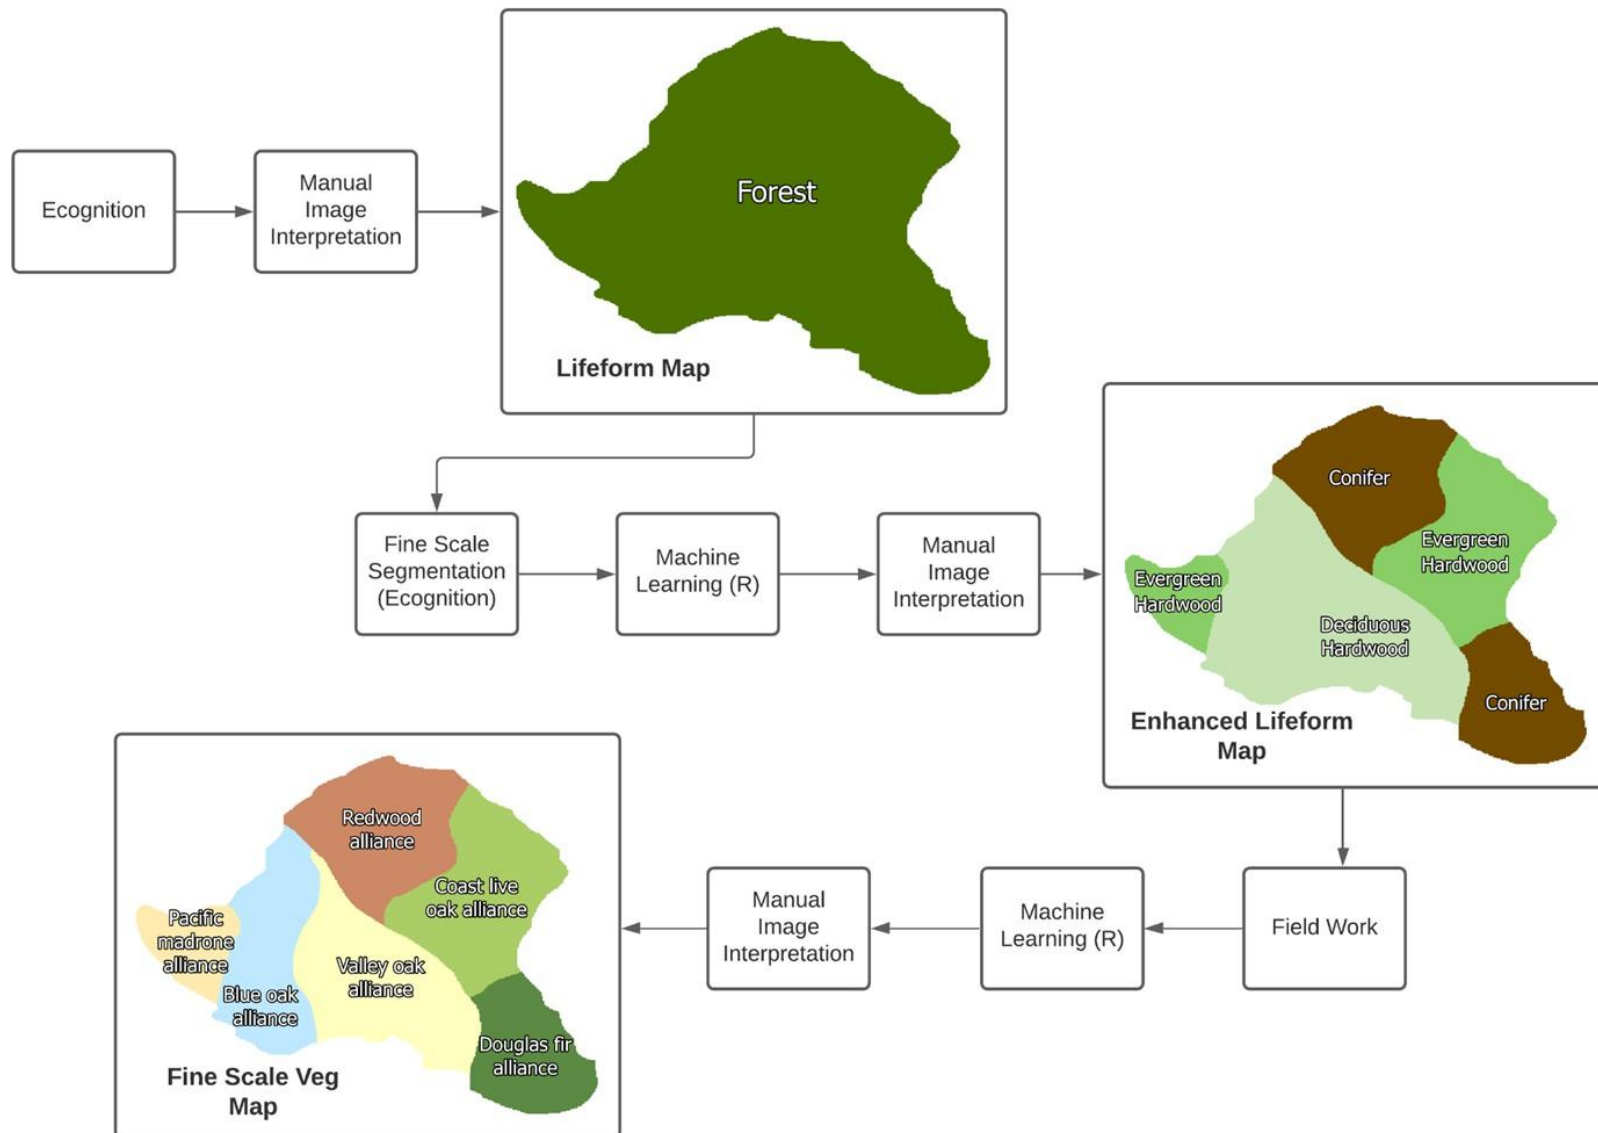 Ecognition
Manual
Image
Interpretation
Forest
Lifeform Map
Fine Scale
Segmentation
(Ecognition)
Machine
Learning (R)
Manual
Image
Interpretation
Conifer
Evergreen
Hardwood
Evergreen
Hardwood
Deciduous
Hardwood
Conifer
Enhanced Lifeform
Map
Field Work
Machine
Learning (R)
Manual
Image
Interpretation
Redwood
alliance
Coast live
oak alliance
Pacific
madrone
alliance
Valley oak
alliance
Blue oak
alliance
Douglas fir
alliance
Fine Scale Veg
Map